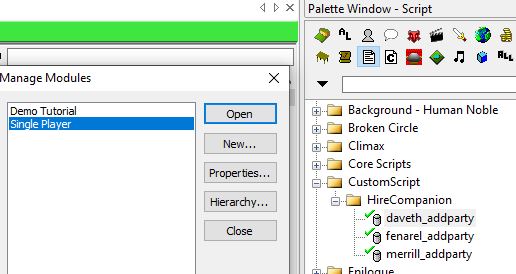 Palette Window - Script
Manage Modules
Demo Tutorial
Single Player
Open
New...
Properties...
Hierarchy...
Close
Background - Human Noble
Broken Circle
Climax
Core Scripts
CustomScript
HireCompanion
daveth_addparty
fenarel_addparty
merrill_addparty
Epilogue